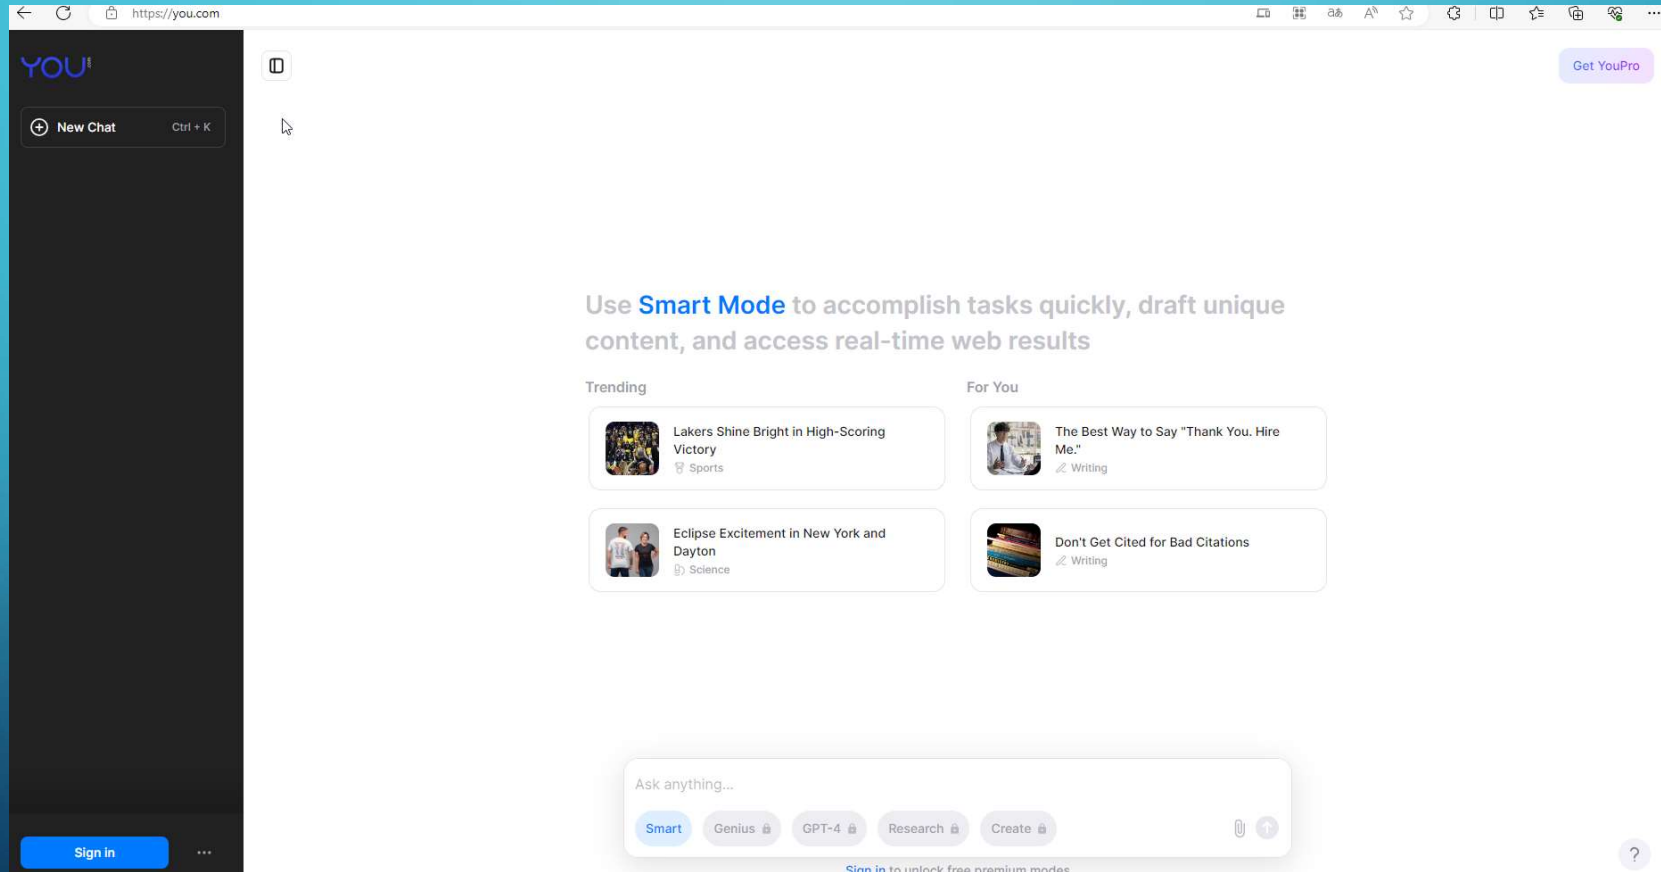 https://you.com
YOU
New Chat
Ctrl + K
Get YouPro
Use Smart Mode to accomplish tasks quickly, draft unique
content, and access real-time web results
Trending
For You
Lakers Shine Bright in High-Scoring
Victory
Sports
The Best Way to Say "Thank You. Hire
Me."
Writing
Eclipse Excitement in New York and
Dayton
Science
Don't Get Cited for Bad Citations
Writing
Ask anything...
Smart
Genius
GPT-4
Research
Create
Sign in
Sign in to unlock free premium modes
?